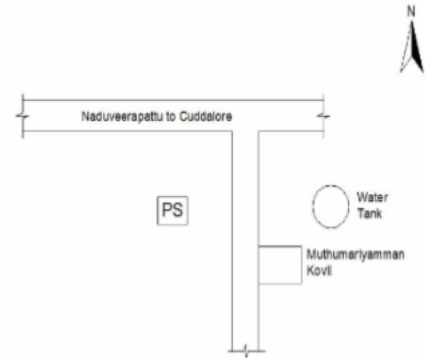 N
Naduveerapattu to Cuddalore
PS
Water
Tank
Muthumariyamman
Kovil